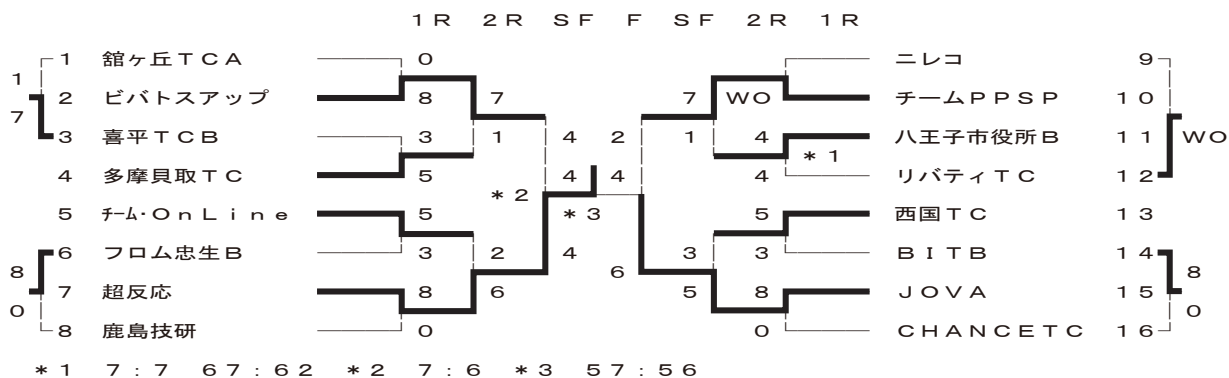 １Ｒ ２Ｒ ＳＦ Ｆ ＳＦ ２Ｒ １Ｒ
１ 舘ヶ丘ＴＣＡ ０ ニレコ ９
１
２ ビバトスアップ ８ ７ ７ ＷＯ チームＰＰＳＰ １０
７
３ 喜平ＴＣＢ ３ １ ４ ２ １ ４ 八王子市役所Ｂ １１ ＷＯ
＊１
４ 多摩貝取ＴＣ ５ ４ ４ ４ リバティＴＣ １２
＊２
５ ﾁｰﾑ・ＯｎＬｉｎｅ ５ ＊３ ５ 西国ＴＣ １３
６ フロム忠生Ｂ ３ ２ ４ ３ ３ ＢＩＴＢ １４
８ ６ ８
７ 超反応 ８ ６ ５ ８ ＪＯＶＡ １５
０ ０
８ 鹿島技研 ０ ０ ＣＨＡＮＣＥＴＣ １６
＊１ ７：７ ６７：６２ ＊２ ７：６ ＊３ ５７：５６